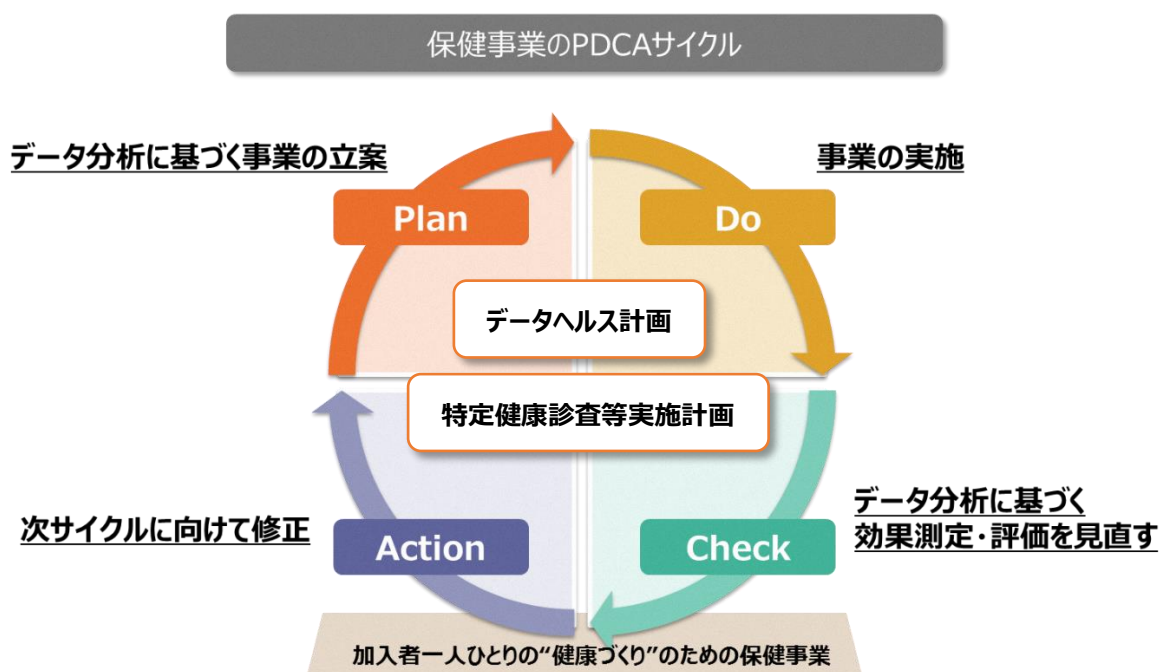 保健事業のPDCAサイクル
データ分析に基づく事業の立案
事業の実施
Plan
Do
データヘルス計画
特定健康診査等実施計画
次サイクルに向けて修正
データ分析に基づく
効果測定・評価を見直す
Action
Check
加入者一人ひとりの“健康づくり”のための保健事業